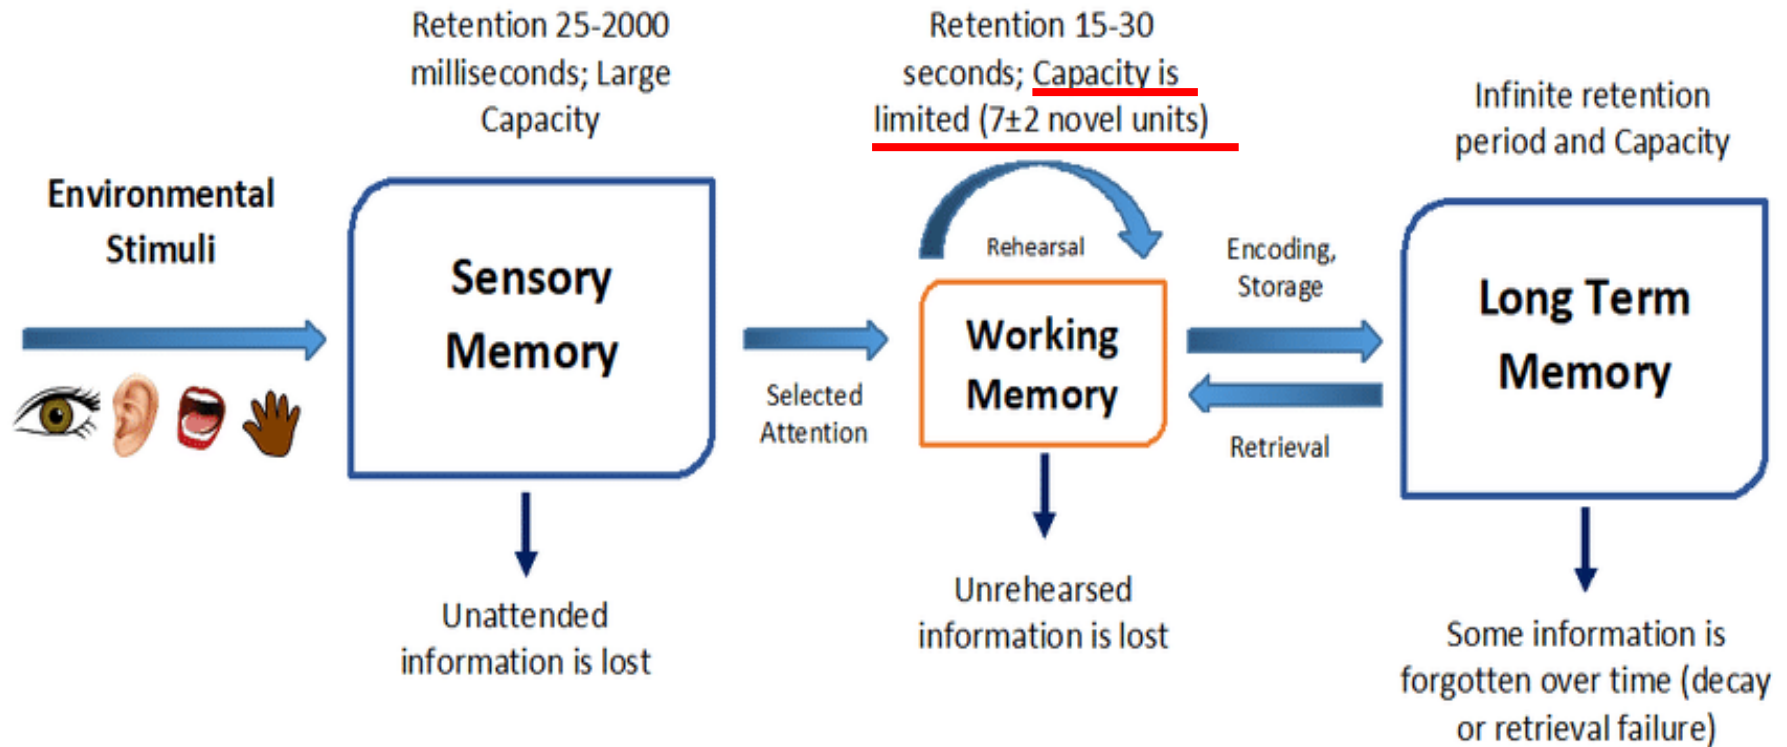 Retention 25-2000
milliseconds; Large
Capacity
Retention 15-30
seconds; Capacity is
limited (7±2 novel units)
Infinite retention
period and Capacity
Environmental
Stimuli
Sensory
Memory
Selected
Attention
Rehearsal
Working
Memory
Encoding,
Storage
Retrieval
Long Term
Memory
Unattended
information is lost
Unrehearsed
information is lost
Some information is
forgotten over time (decay
or retrieval failure)